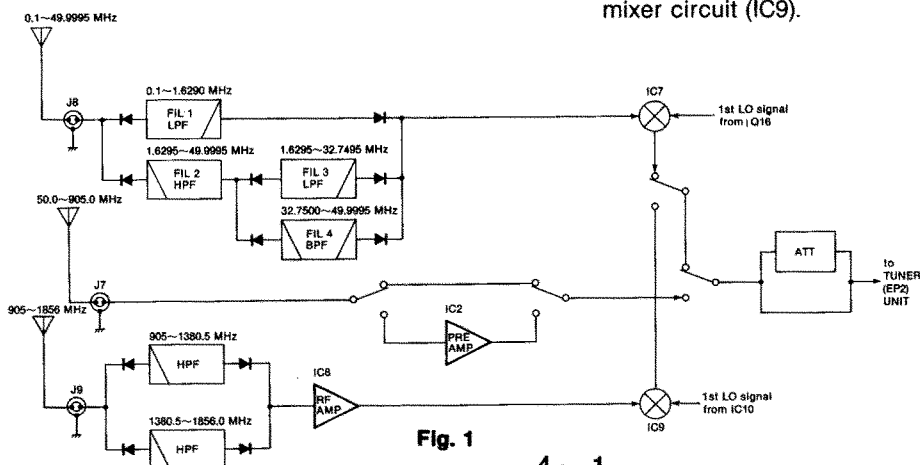 mixer circuit (IC9).
0.1~49.9995 MHz
J8
0.1~1.6290 MHz
FIL 1
LPF
1.6295~49.9995 MHz
FIL 2
HPF
1.6295~32.7495 MHz
FIL 3
LPF
32.7500~49.9995 MHz
FIL 4
BPF
IC7
1st LO signal
from Q16
50.0~905.0 MHz
J7
IC2
PRE
AMP
ATT
to
TUNER
(EP2)
UNIT
905~1856 MHz
J9
905~1380.5 MHz
HPF
1380.5~1856.0 MHz
HPF
IC8
RF
AMP
IC9
1st LO signal
from IC10
Fig. 1
4 - 1